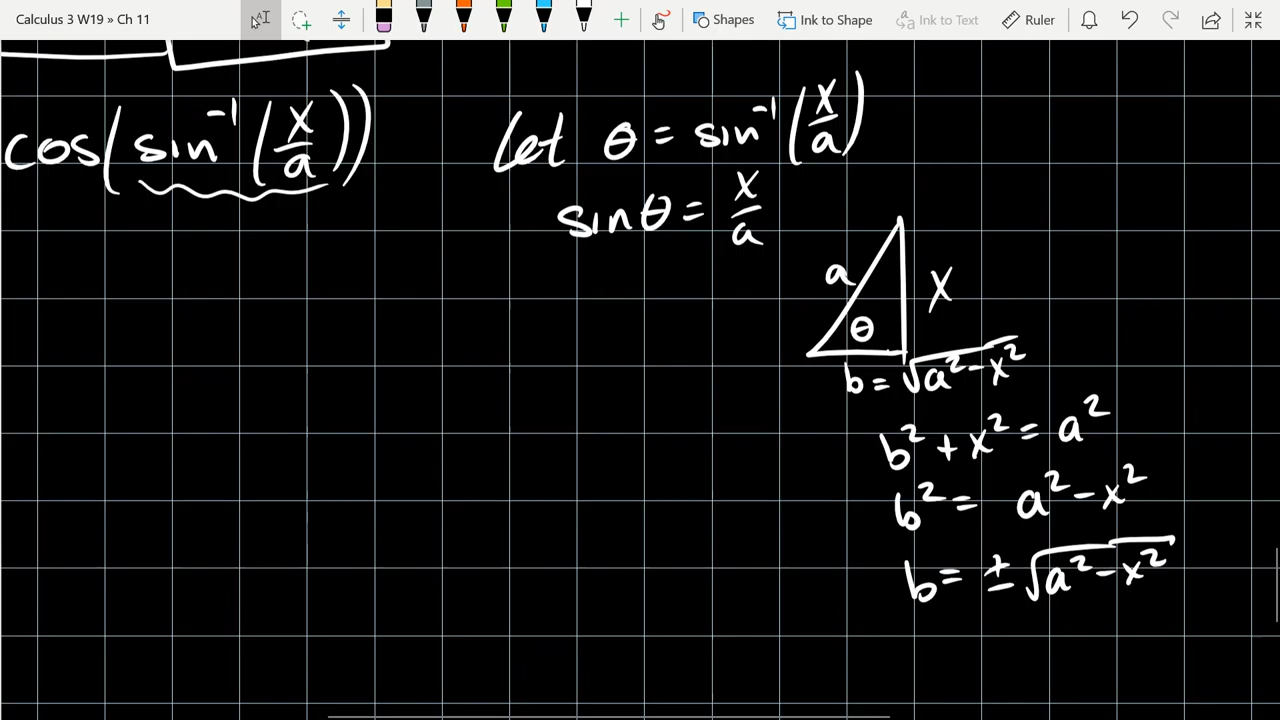 Calculus 3 W19 » Ch 11
Shapes
Ink to Shape
Ink to Text
Ruler
cos(sin⁻¹(x/a))
Let θ = sin⁻¹(x/a)
sinθ = x/a
a
x
θ
b = √(a² - x²)
b² + x² = a²
b² = a² - x²
b = ± √(a² - x²)